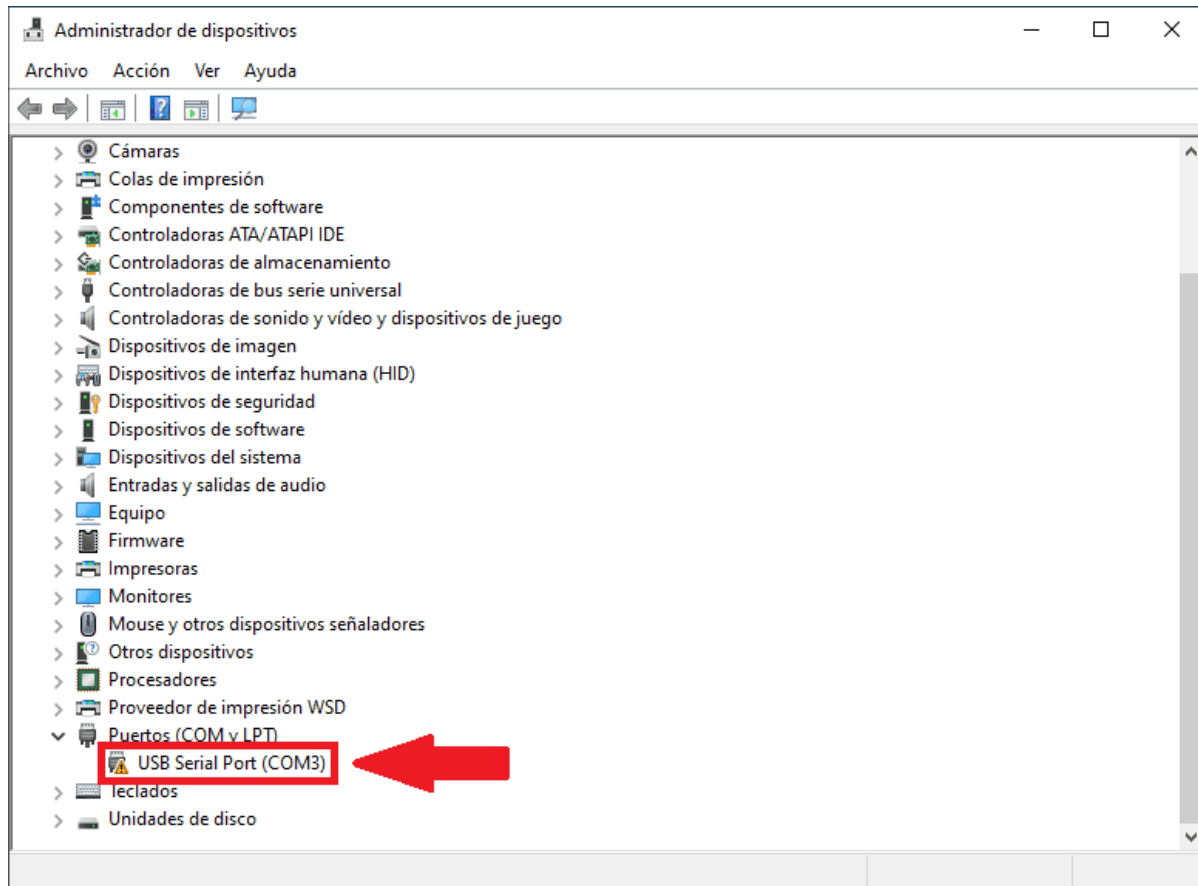 Administrador de dispositivos
Archivo Acción Ver Ayuda
Cámaras
Colas de impresión
Componentes de software
Controladoras ATA/ATAPI IDE
Controladoras de almacenamiento
Controladoras de bus serie universal
Controladoras de sonido y vídeo y dispositivos de juego
Dispositivos de imagen
Dispositivos de interfaz humana (HID)
Dispositivos de seguridad
Dispositivos de software
Dispositivos del sistema
Entradas y salidas de audio
Equipo
Firmware
Impresoras
Monitores
Mouse y otros dispositivos señaladores
Otros dispositivos
Procesadores
Proveedor de impresión WSD
Puertos (COM y LPT)
USB Serial Port (COM3)
Teclados
Unidades de disco